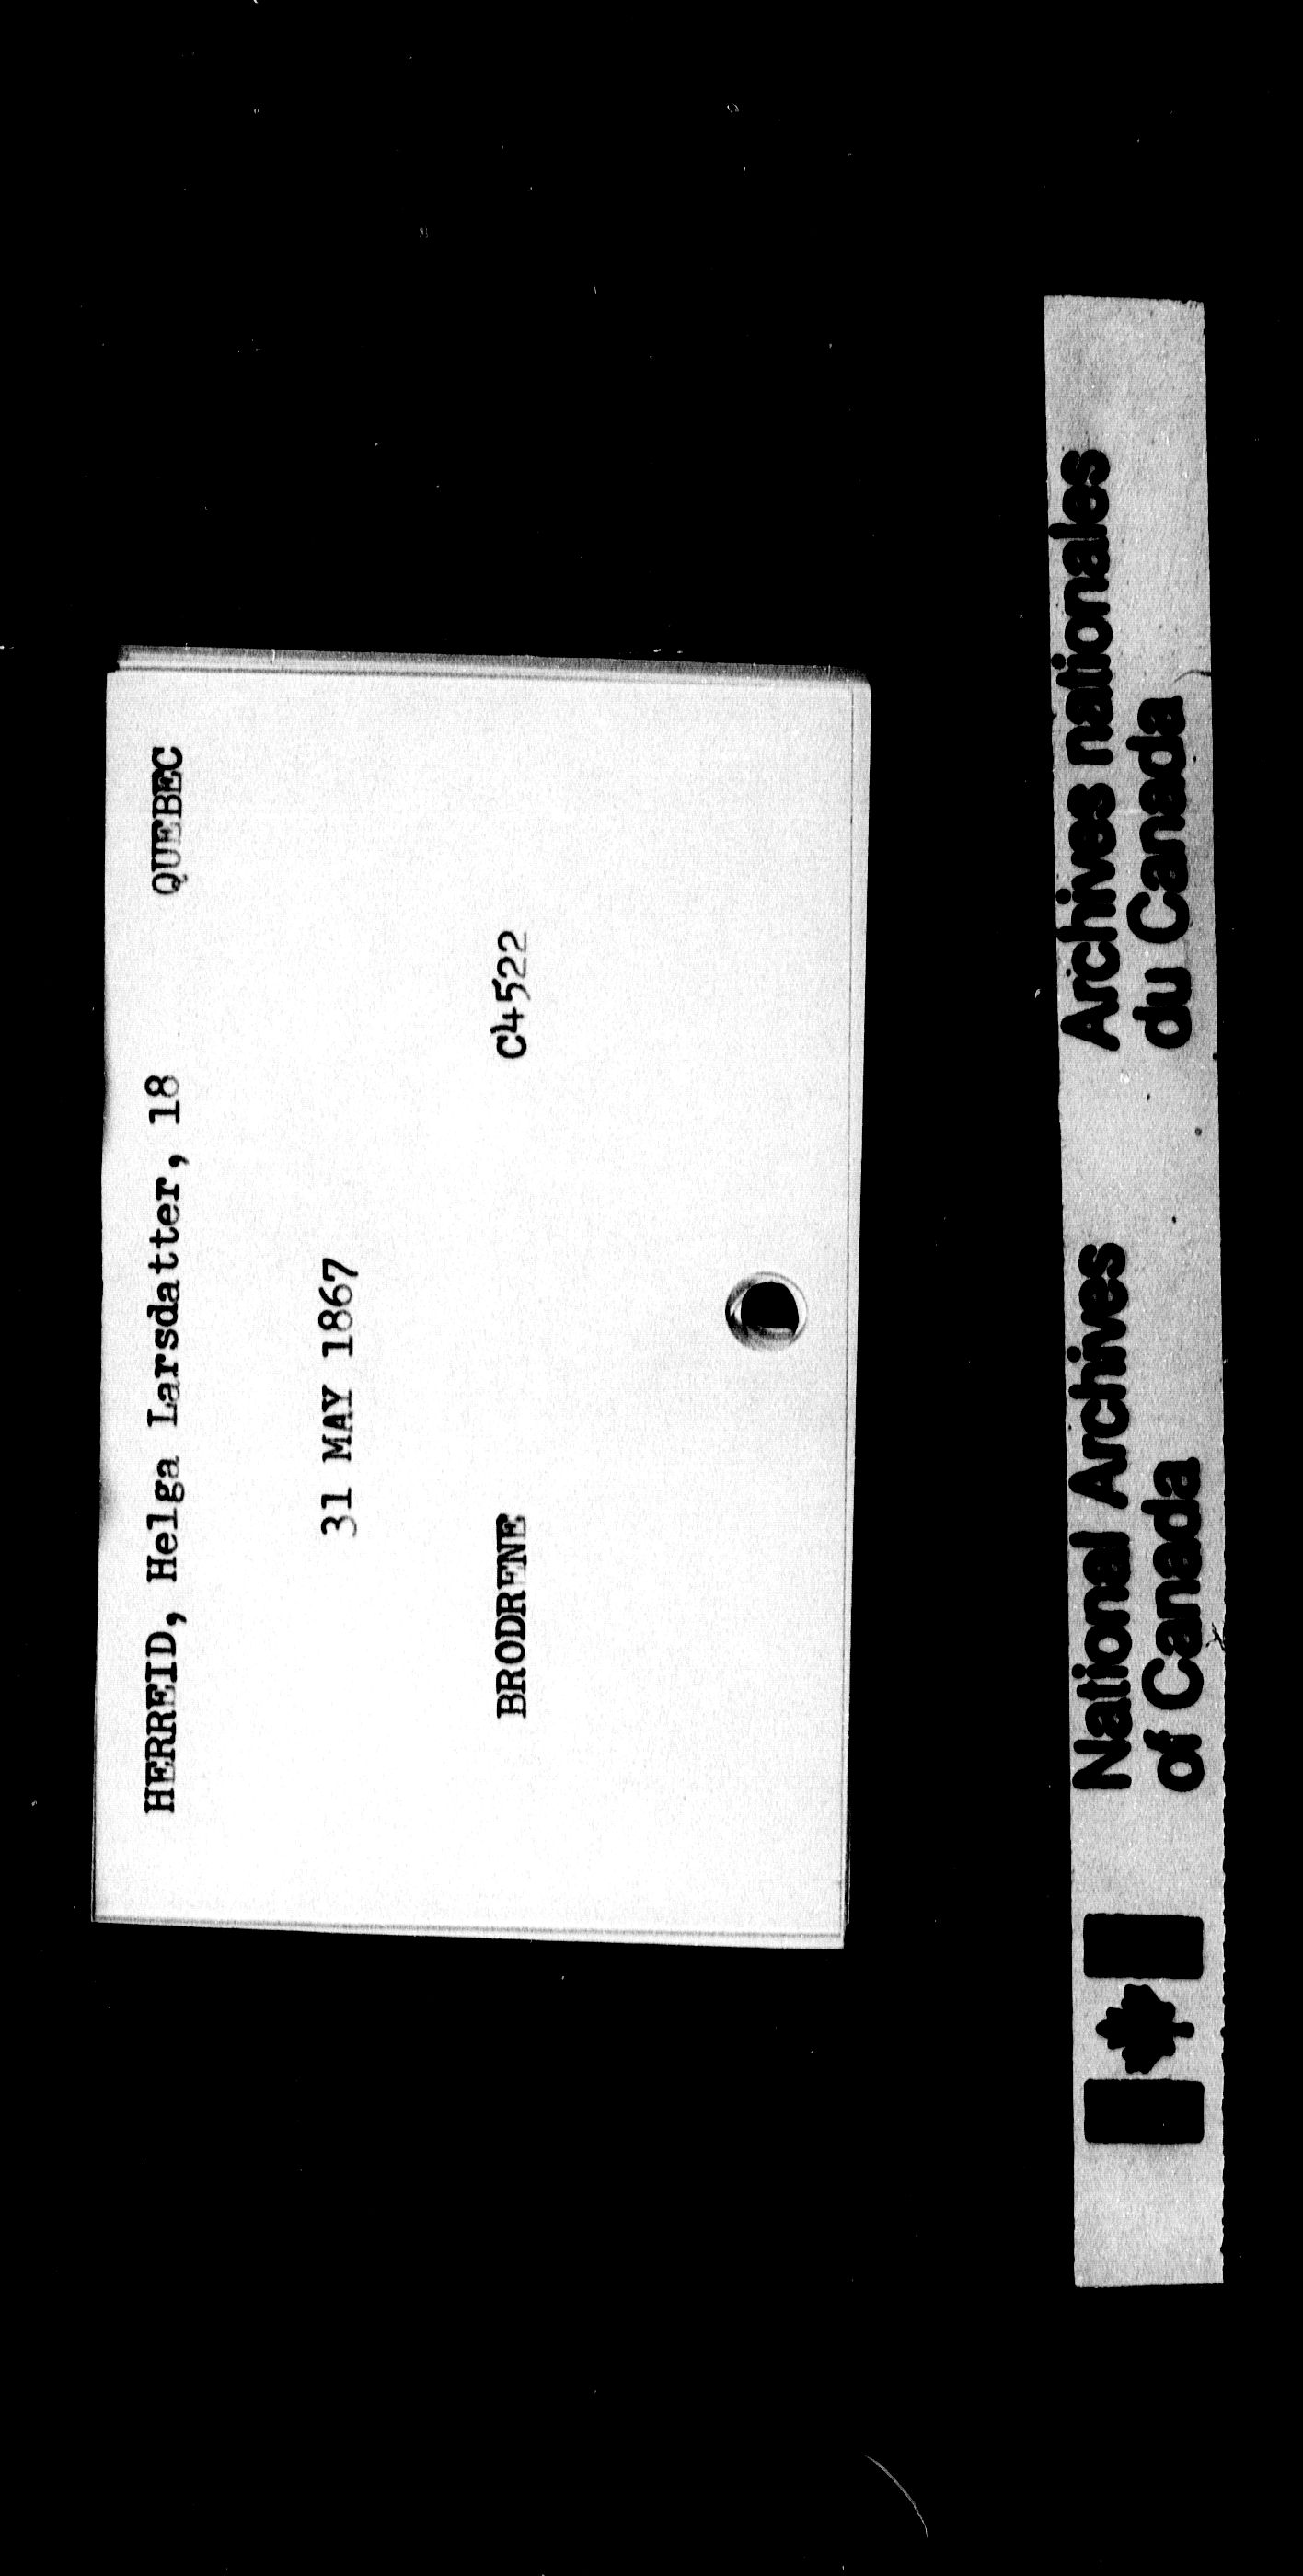 HERREID, Helga Larsdatter, 18 QUEBEC
31 MAY 1867
BRODRENE C4522
National Archives
of Canada
Archives nationales
du Canada